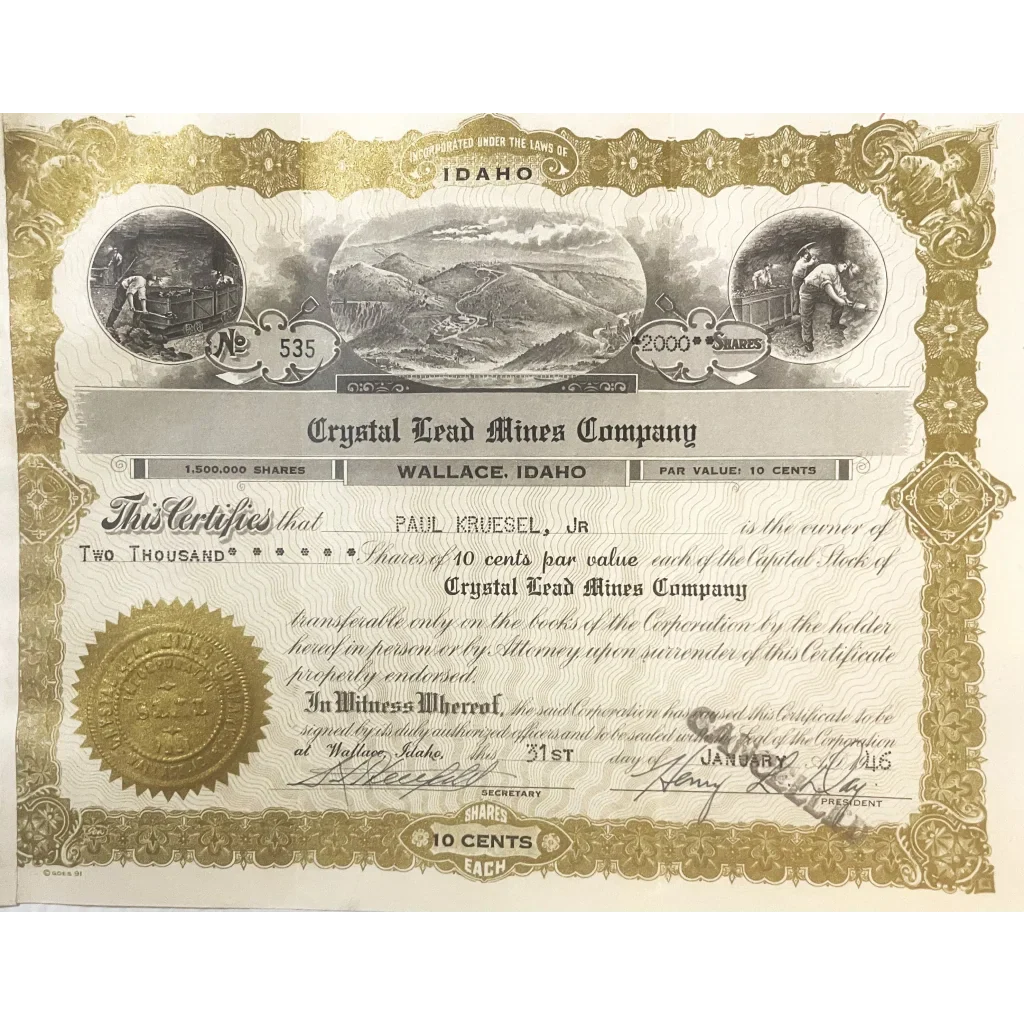 INCORPORATED UNDER THE LAWS OF
IDAHO
No 535
2000** SHARES
Crystal Lead Mines Company
1,500,000 SHARES
WALLACE, IDAHO
PAR VALUE: 10 CENTS
This Certifies that PAUL KRUESEL, JR is the owner of
TWO THOUSAND* * * * * * Shares of 10 cents par value each of the Capital Stock of
Crystal Lead Mines Company
transferable only on the books of the Corporation by the holder
hereof in person or by Attorney upon surrender of this Certificate
properly endorsed.
In Witness Whereof, the said Corporation has caused this Certificate to be
signed by its duly authorized officers and to be sealed with the Seal of the Corporation
at Wallace, Idaho, this 31ST day of JANUARY A.D. 1946
Henry L. Day
SECRETARY
PRESIDENT
CANCELLED
SEAL
SHARES
10 CENTS
EACH
© GOES 91